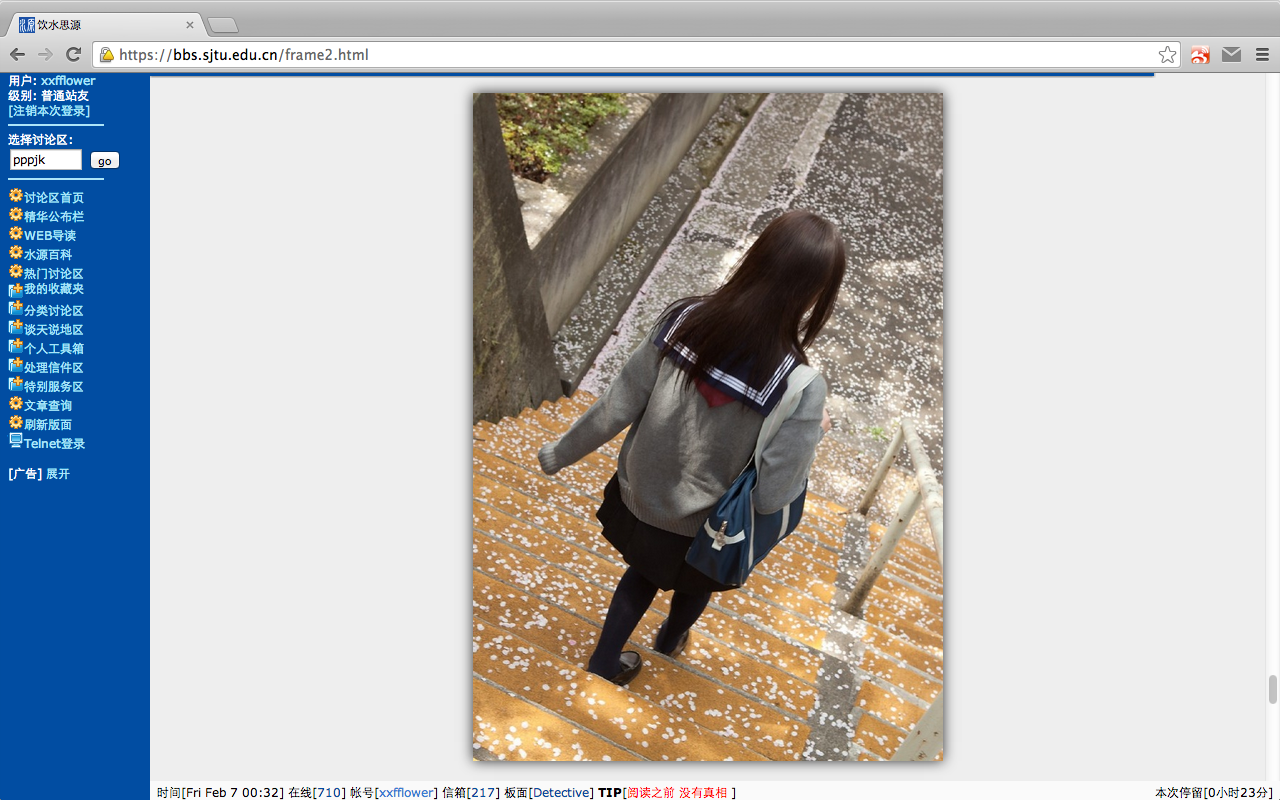 饮水思源
https://bbs.sjtu.edu.cn/frame2.html
用户: xxfflower
级别: 普通站友
[注销本次登录]
选择讨论区:
pppjk go
讨论区首页
精华公布栏
WEB导读
水源百科
热门讨论区
我的收藏夹
分类讨论区
谈天说地区
个人工具箱
处理信件区
特别服务区
文章查询
刷新版面
Telnet登录
[广告] 展开
时间[Fri Feb 7 00:32] 在线[710] 帐号[xxfflower] 信箱[217] 板面[Detective] TIP[阅读之前 没有真相 ] 本次停留[0小时23分]